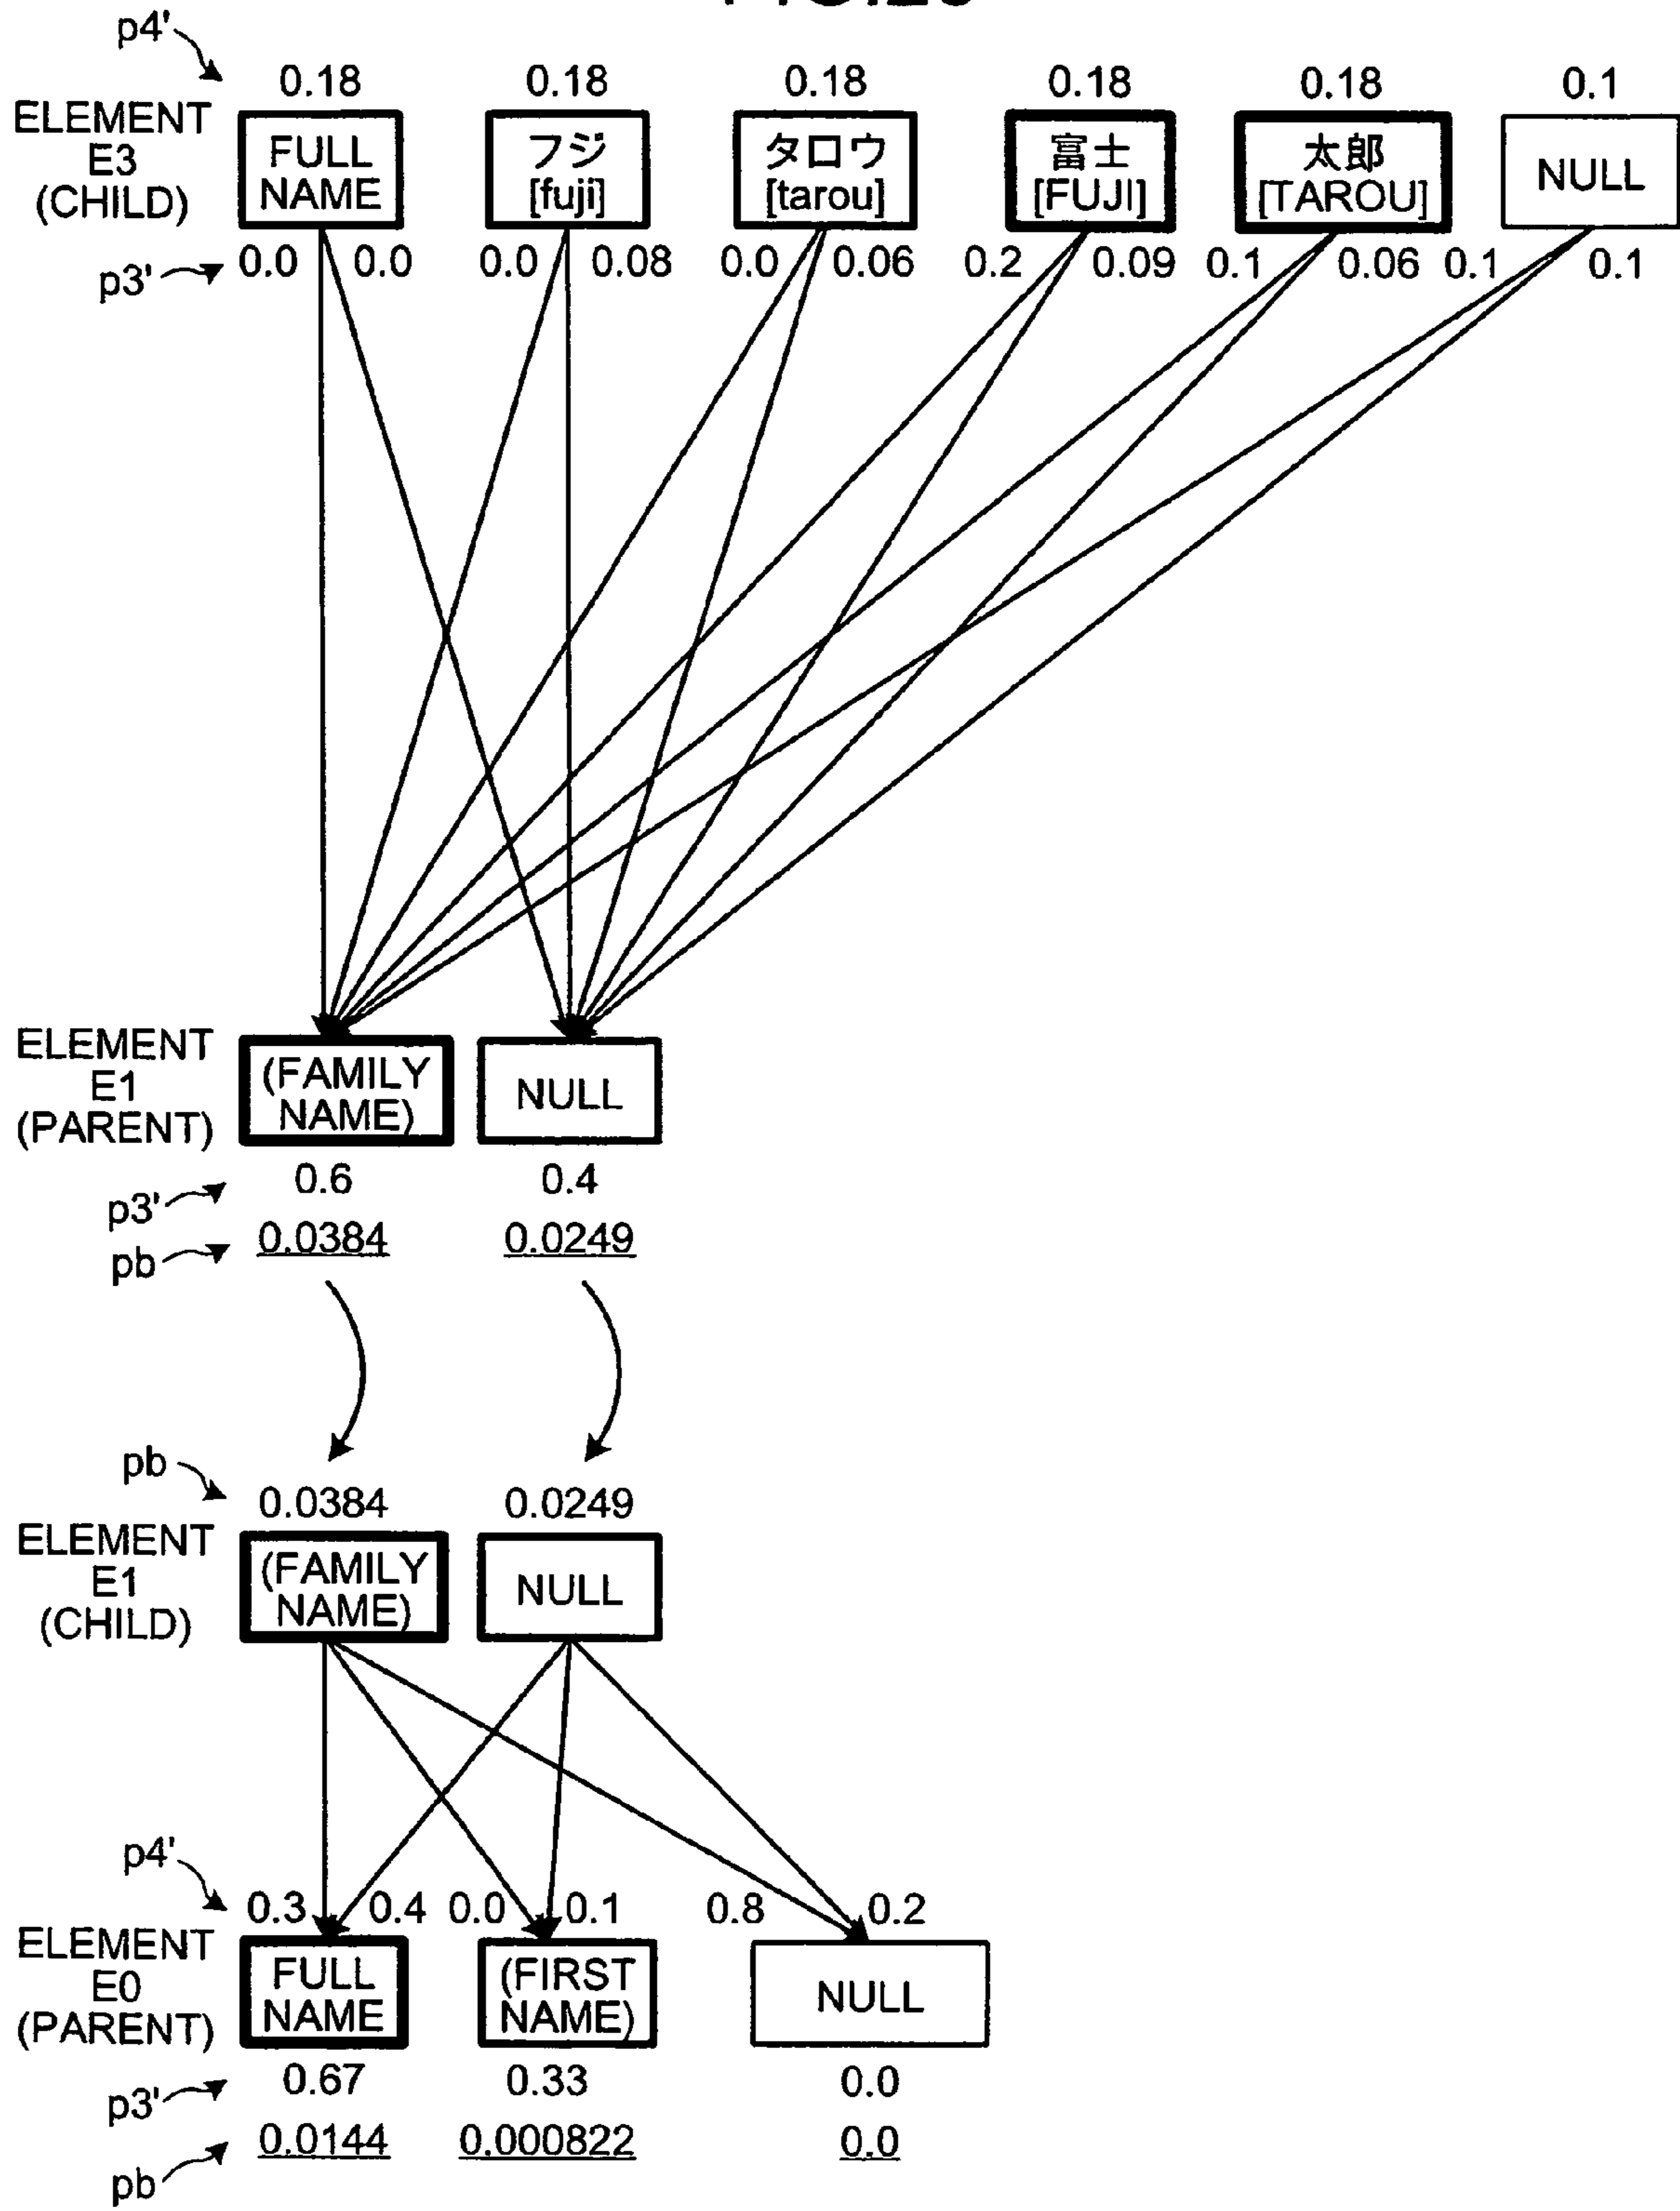 p4'
0.18 0.18 0.18 0.18 0.18 0.1
ELEMENT
E3
(CHILD)
FULL
NAME
フジ
[fuji]
タロウ
[tarou]
富士
[FUJI]
太郎
[TAROU]
NULL
p3'
0.0 0.0 0.0 0.08 0.0 0.06 0.2 0.09 0.1 0.06 0.1 0.1
ELEMENT
E1
(PARENT)
(FAMILY
NAME)
NULL
p3'
0.6 0.4
pb
0.0384 0.0249
pb
0.0384 0.0249
ELEMENT
E1
(CHILD)
(FAMILY
NAME)
NULL
p4'
0.3 0.4 0.0 0.1 0.8 0.2
ELEMENT
E0
(PARENT)
FULL
NAME
(FIRST
NAME)
NULL
p3'
0.67 0.33 0.0
pb
0.0144 0.000822 0.0